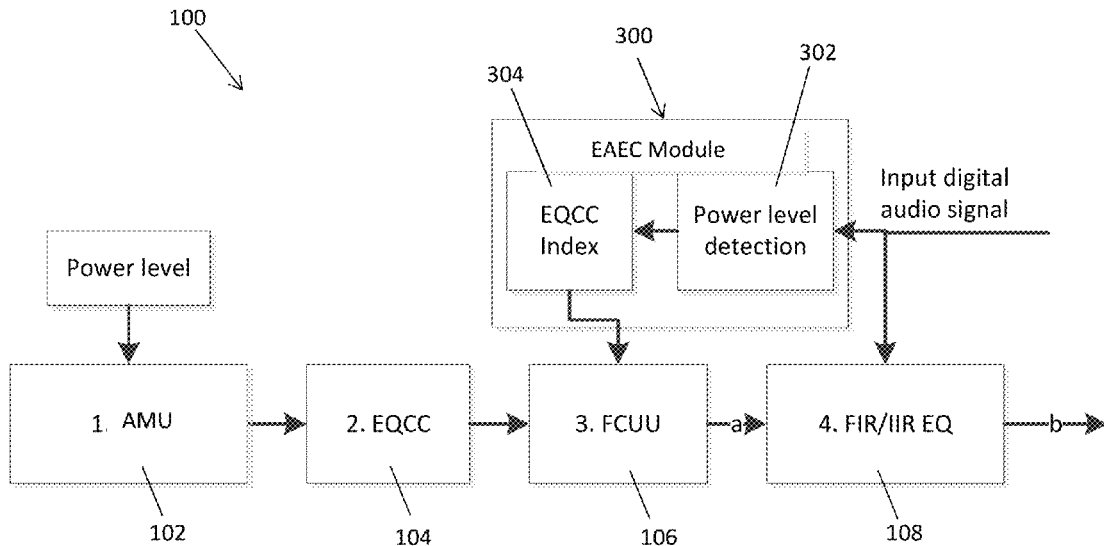 100
300
302
304
EAEC Module
EQCC
Index
Power level
detection
Input digital
audio signal
Power level
1. AMU
2. EQCC
3. FCUU
a
4. FIR/IIR EQ
b
102
104
106
108